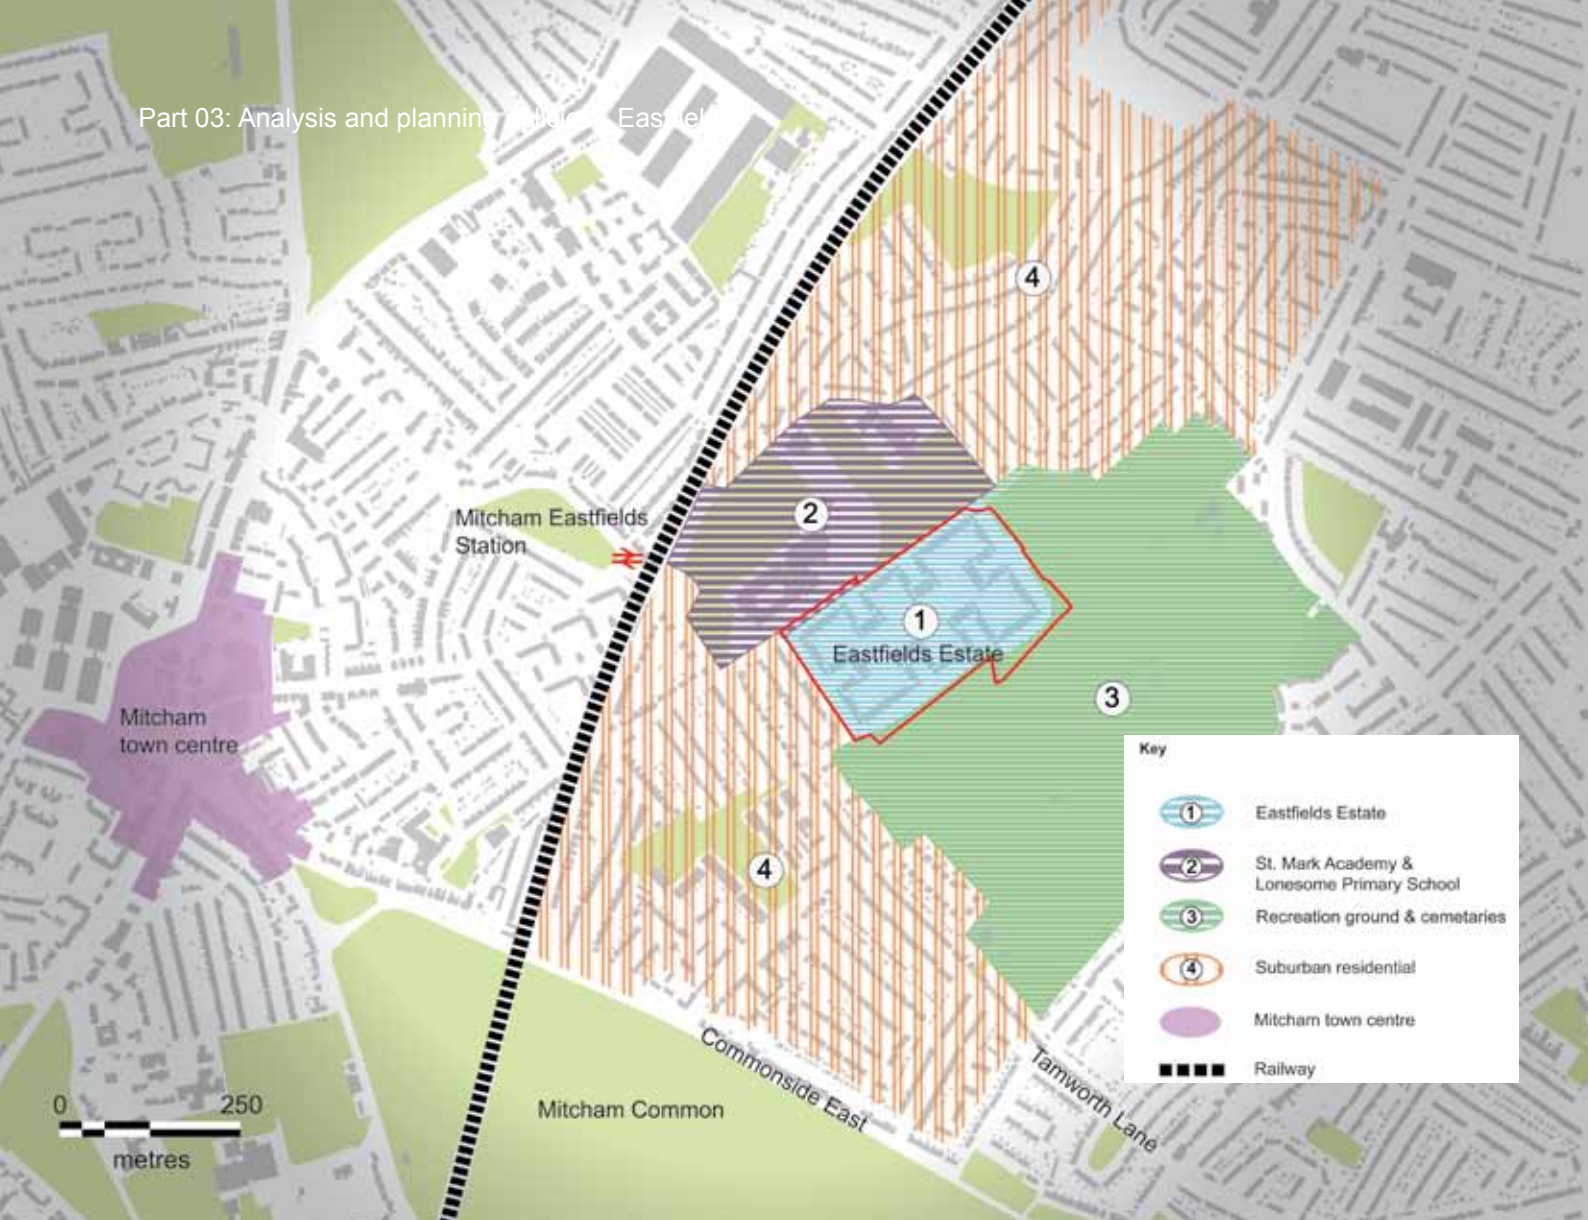 Part 03: Analysis and planning
4
2
Mitcham Eastfields
Station
1
Eastfields Estate
3
Mitcham
town centre
4
Key
1 Eastfields Estate
2 St. Mark Academy &
Lonesome Primary School
3 Recreation ground & cemetaries
4 Suburban residential
Mitcham town centre
Railway
Commonside East
Tamworth Lane
Mitcham Common
0 250
metres